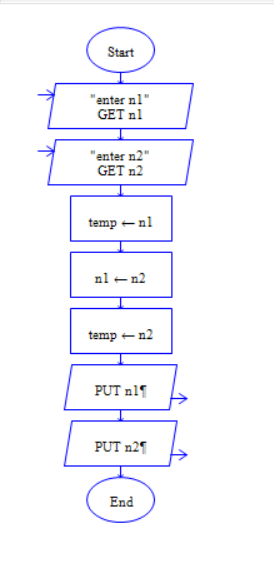 Start
"enter n1"
GET n1
"enter n2"
GET n2
temp ← n1
n1 ← n2
temp ← n2
PUT n1¶
PUT n2¶
End